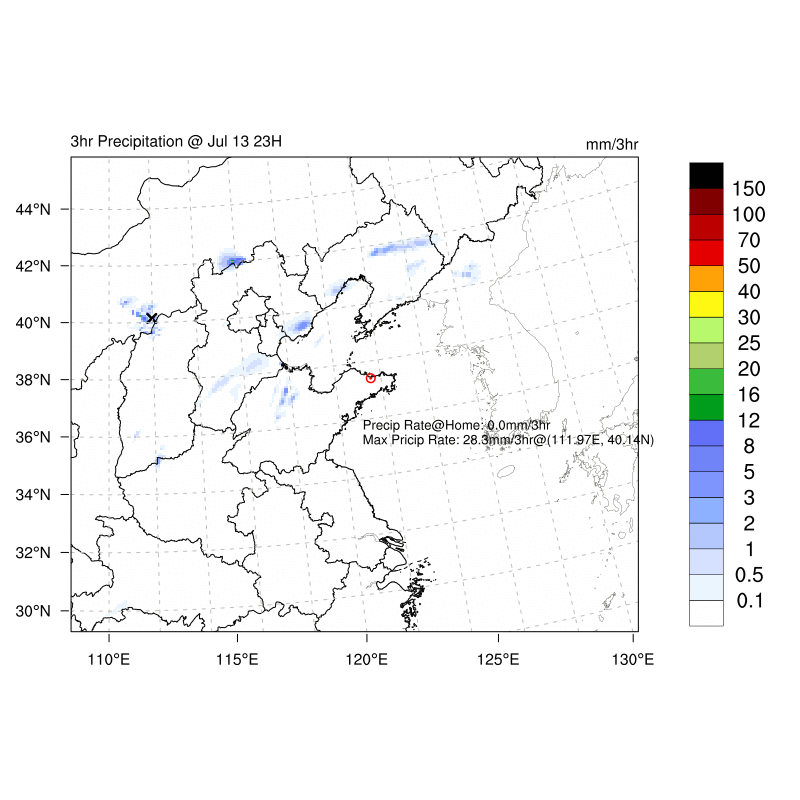 3hr Precipitation @ Jul 13 23H
mm/3hr
44°N
42°N
40°N
38°N
36°N
34°N
32°N
30°N
110°E
115°E
120°E
125°E
130°E
Precip Rate@Home: 0.0mm/3hr
Max Pricip Rate: 28.3mm/3hr@(111.97E, 40.14N)
150
100
70
50
40
30
25
20
16
12
8
5
3
2
1
0.5
0.1